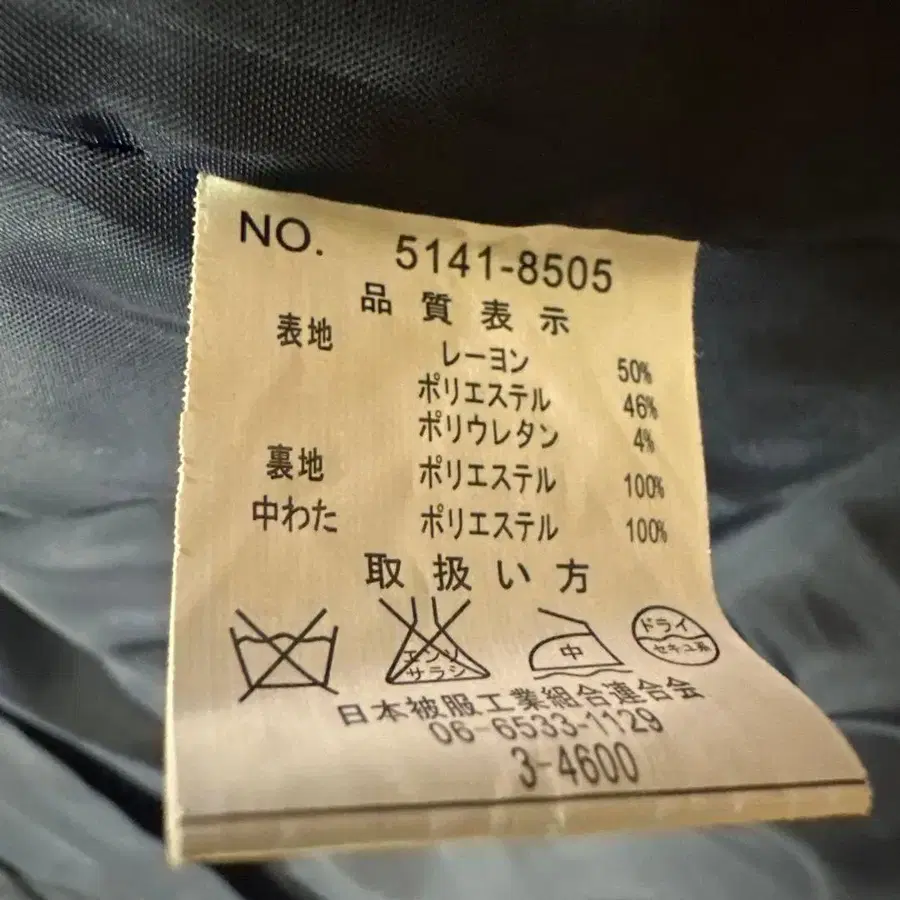 NO. 5141-8505
品質表示
表地 レーヨン 50%
ポリエステル 46%
ポリウレタン 4%
裏地 ポリエステル 100%
中わた ポリエステル 100%
取扱い方
エンソサラシ 中 ドライ セキユ系
日本被服工業組合連合会
06-6533-1129
3-4600